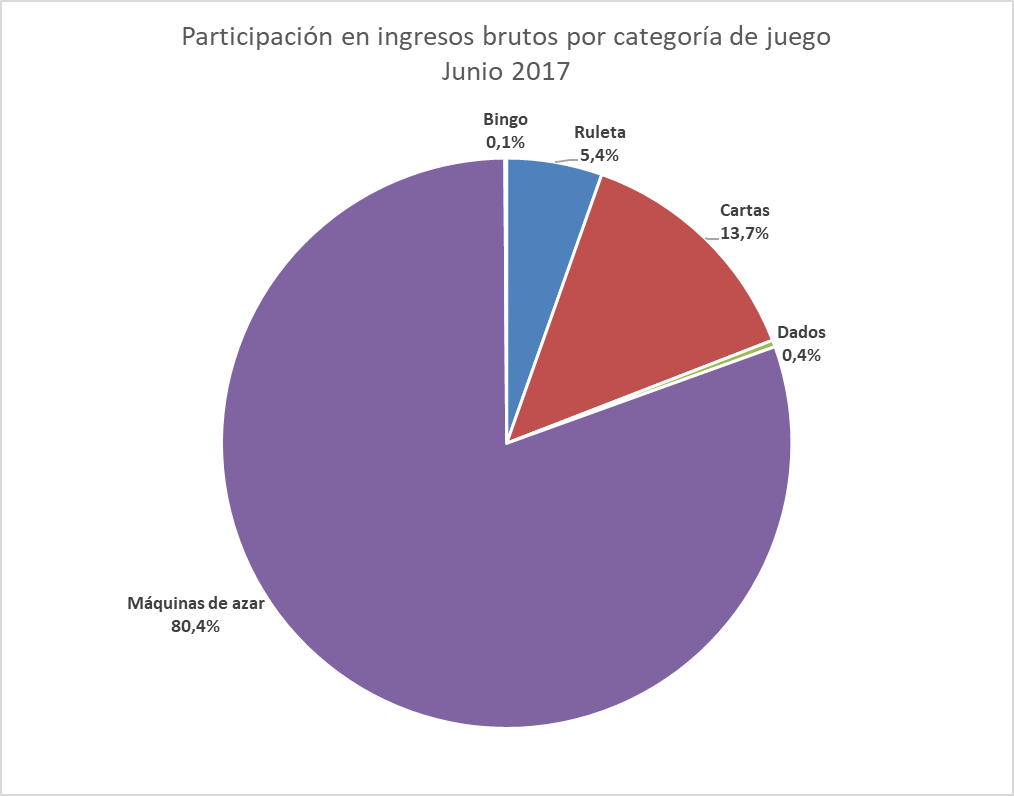 Participación en ingresos brutos por categoría de juego
Junio 2017
Bingo
0,1%
Ruleta
5,4%
Cartas
13,7%
Dados
0,4%
Máquinas de azar
80,4%